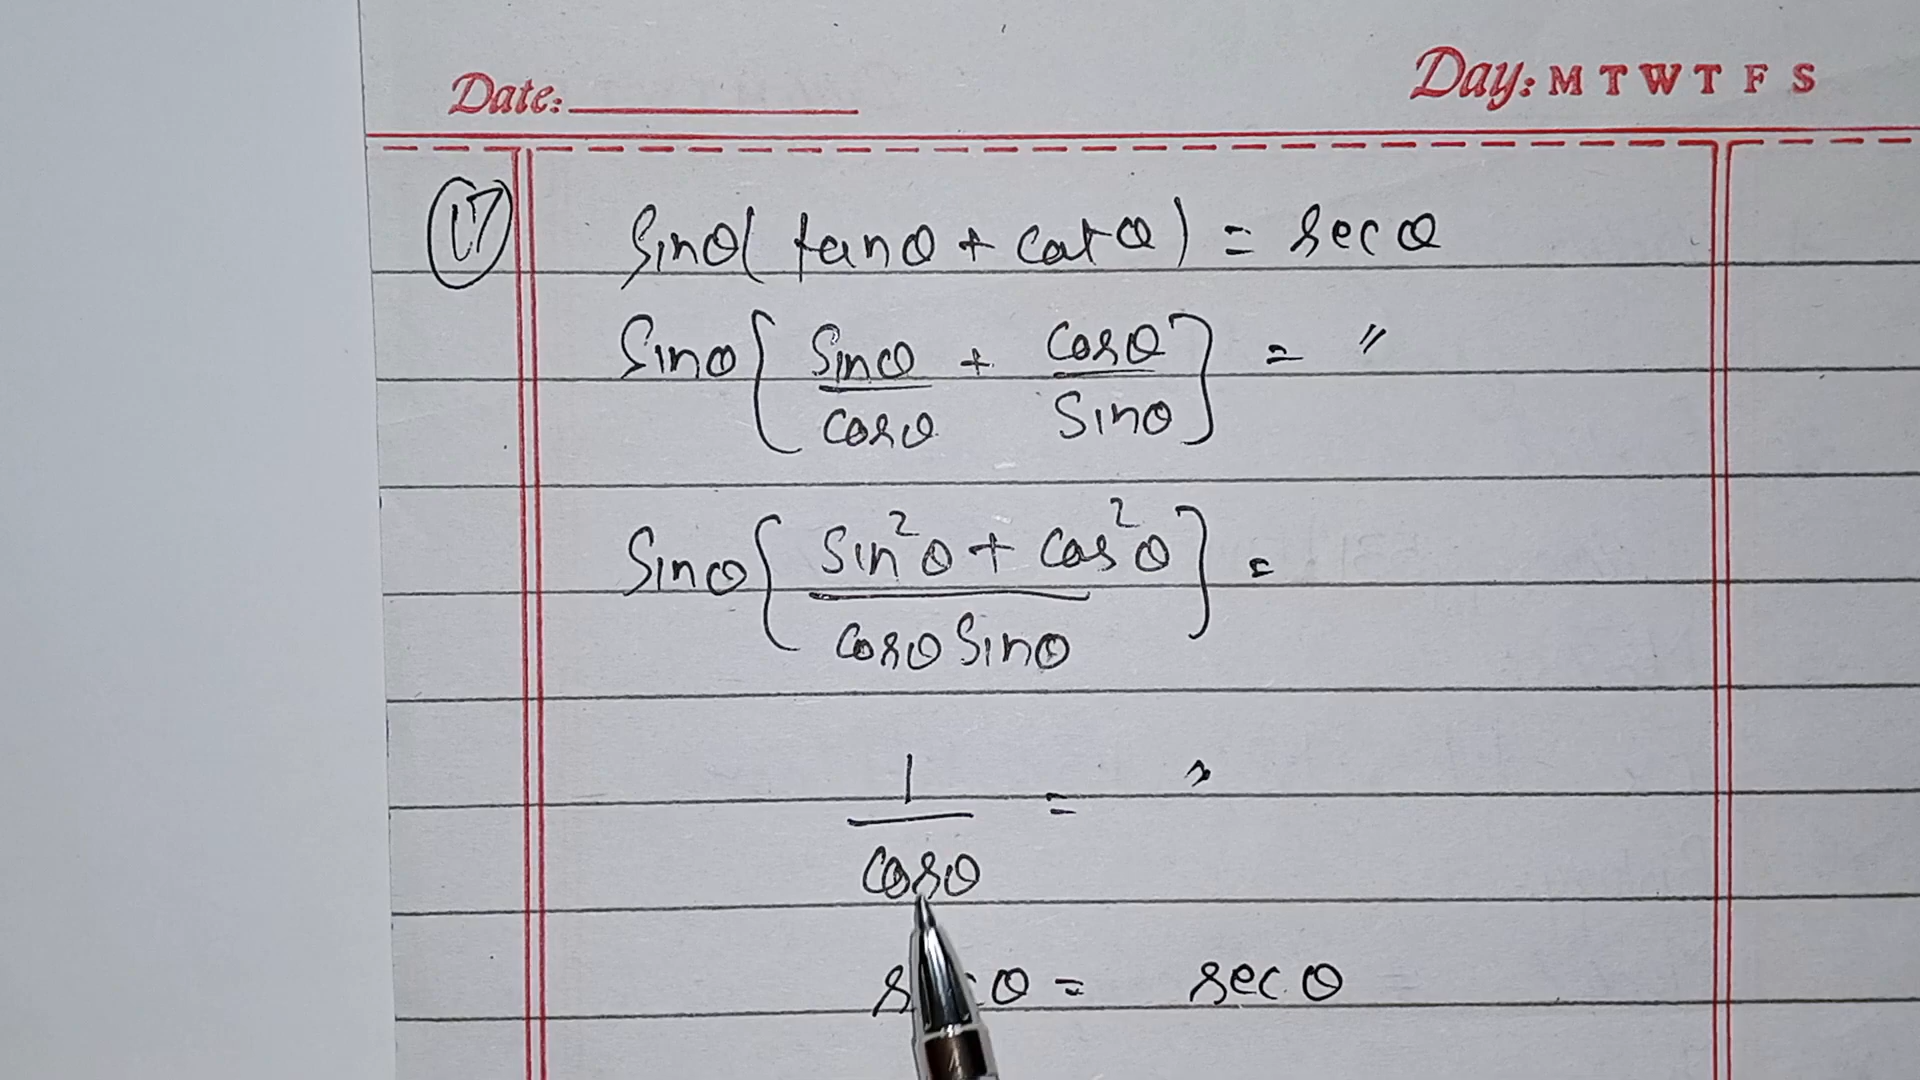 Date: Day: M T W T F S
17 sinθ( tanθ + cotθ ) = secθ
sinθ [ sinθ/cosθ + cosθ/sinθ ] = "
sinθ [ sin²θ + cos²θ / cosθ sinθ ] =
1/cosθ = "
secθ = secθ